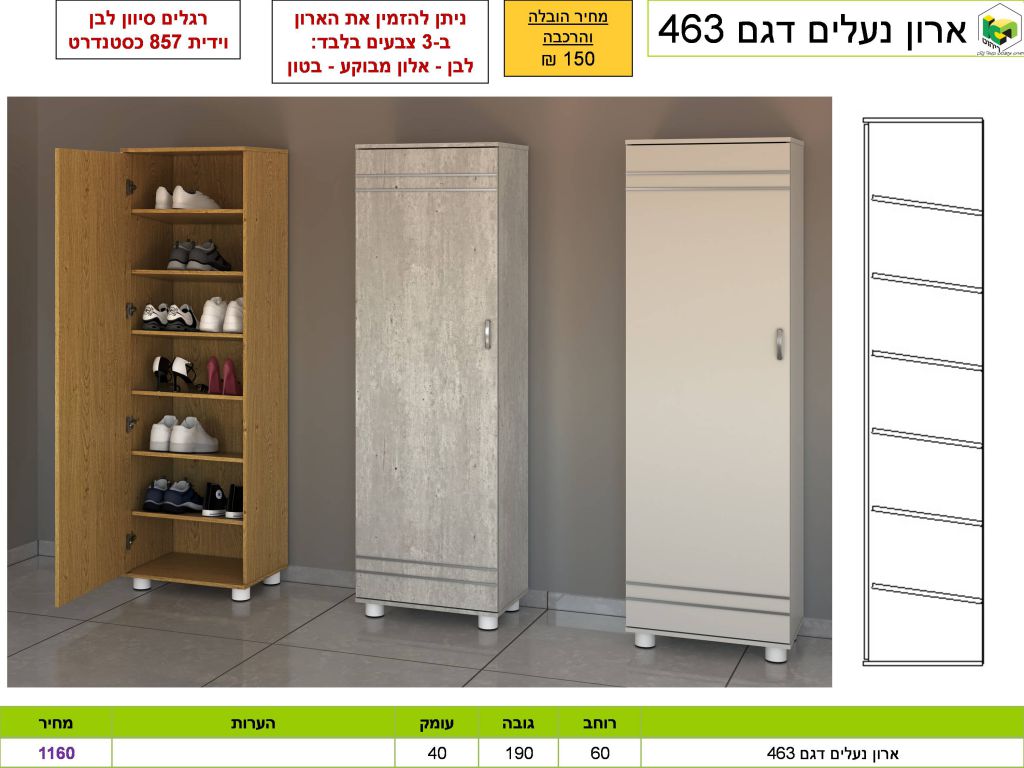 ארון נעלים דגם 463
ריהוט
מחיר הובלה
והרכבה
150 ₪
ניתן להזמין את הארון
ב-3 צבעים בלבד:
לבן - אלון מבוקע - בטון
רגלים סיוון לבן
וידית 857 כסטנדרט
רוחב גובה עומק הערות מחיר
ארון נעלים דגם 463 60 190 40 1160